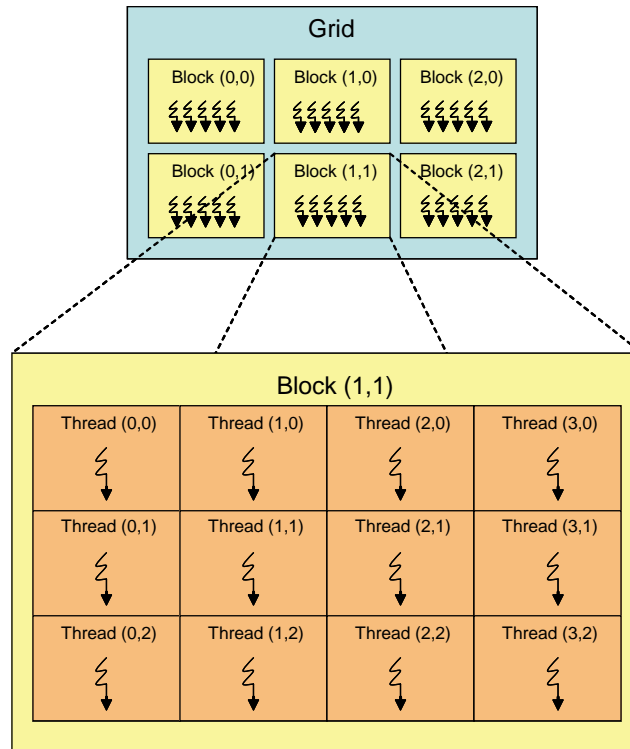 Grid
Block (0,0) Block (1,0) Block (2,0)
Block (0,1) Block (1,1) Block (2,1)
Block (1,1)
Thread (0,0) Thread (1,0) Thread (2,0) Thread (3,0)
Thread (0,1) Thread (1,1) Thread (2,1) Thread (3,1)
Thread (0,2) Thread (1,2) Thread (2,2) Thread (3,2)